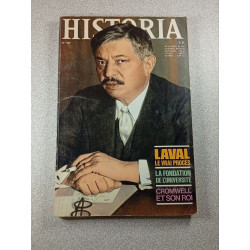 HISTORIA
LAVAL
LE VRAI PROCÈS
LA FONDATION
DE L'UNIVERSITÉ
CROMWELL
ET SON ROI